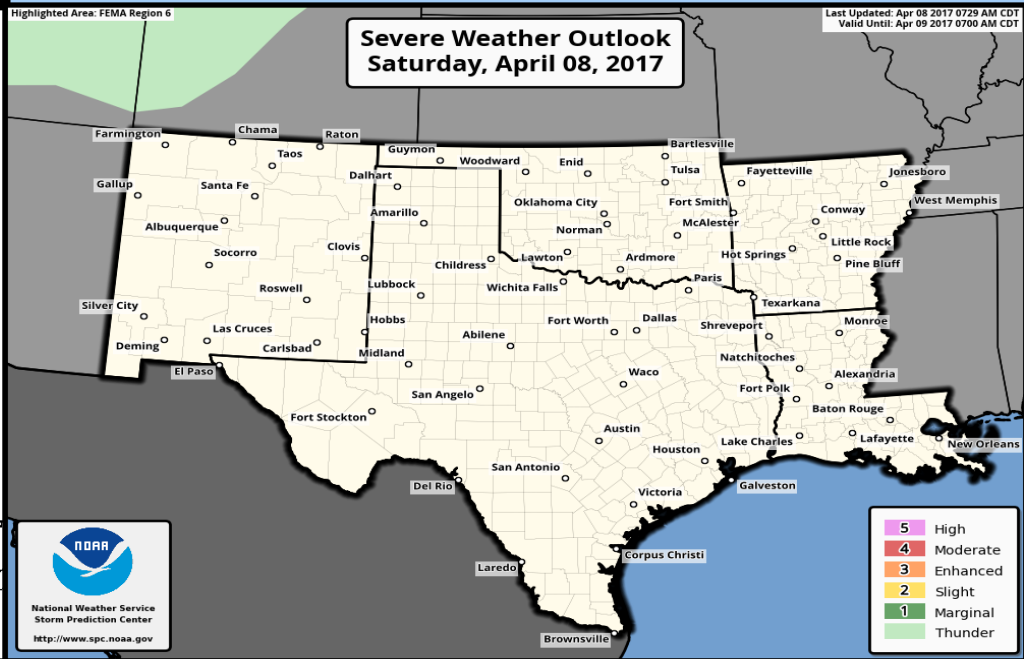 Highlighted Area: FEMA Region 6
Last Updated: Apr 08 2017 0729 AM CDT
Valid Until: Apr 09 2017 0700 AM CDT
Severe Weather Outlook
Saturday, April 08, 2017
Farmington
Chama
Raton
Taos
Guymon
Woodward
Enid
Bartlesville
Tulsa
Fayetteville
Jonesboro
Gallup
Santa Fe
Dalhart
Oklahoma City
Fort Smith
West Memphis
Albuquerque
Amarillo
Norman
McAlester
Conway
Little Rock
Socorro
Clovis
Childress
Lawton
Ardmore
Hot Springs
Pine Bluff
Roswell
Lubbock
Wichita Falls
Paris
Texarkana
Silver City
Las Cruces
Hobbs
Abilene
Fort Worth
Dallas
Shreveport
Monroe
Deming
Carlsbad
Midland
Natchitoches
El Paso
San Angelo
Waco
Fort Polk
Alexandria
Fort Stockton
Austin
Baton Rouge
Lake Charles
Lafayette
New Orleans
Houston
San Antonio
Del Rio
Victoria
Galveston
Corpus Christi
Laredo
Brownsville
NOAA
National Weather Service
Storm Prediction Center
http://www.spc.noaa.gov
5 High
4 Moderate
3 Enhanced
2 Slight
1 Marginal
Thunder